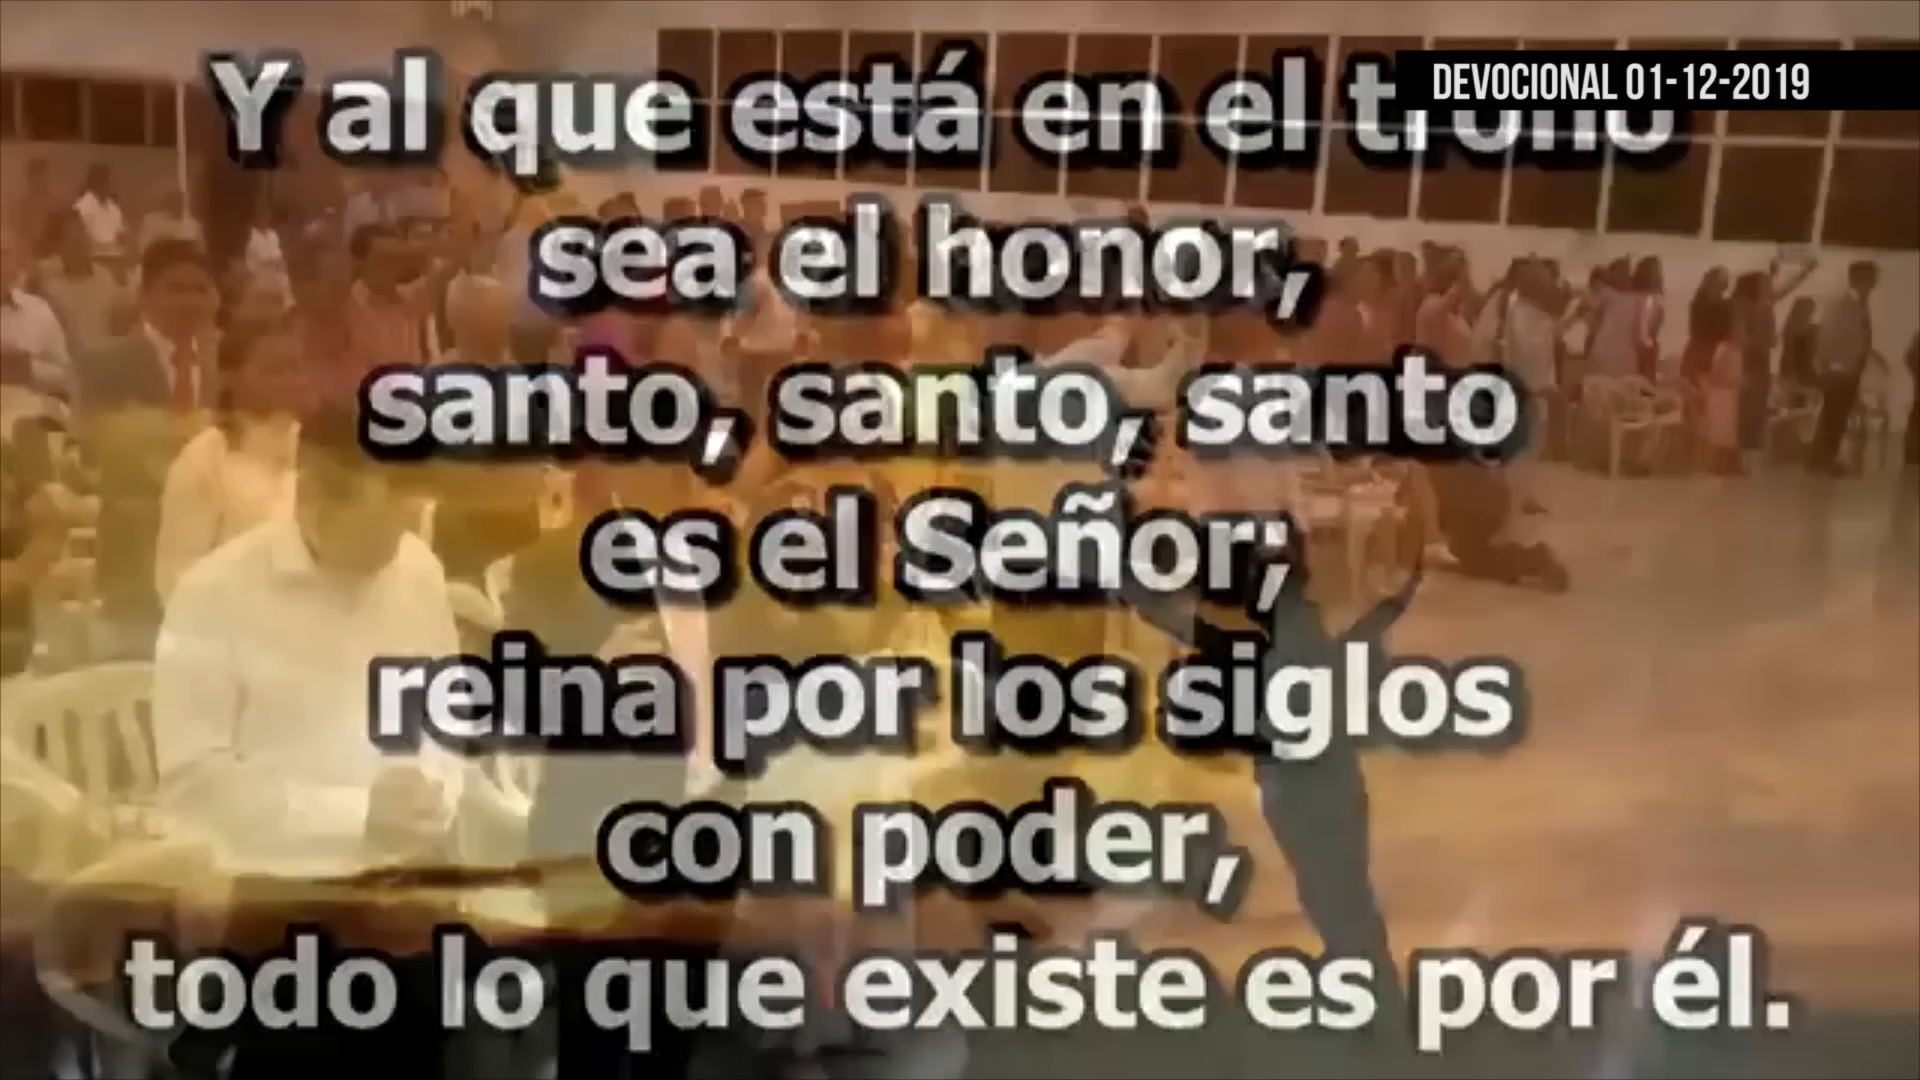 DEVOCIONAL 01-12-2019
Y al que está en el trono
sea el honor,
santo, santo, santo
es el Señor;
reina por los siglos
con poder,
todo lo que existe es por él.